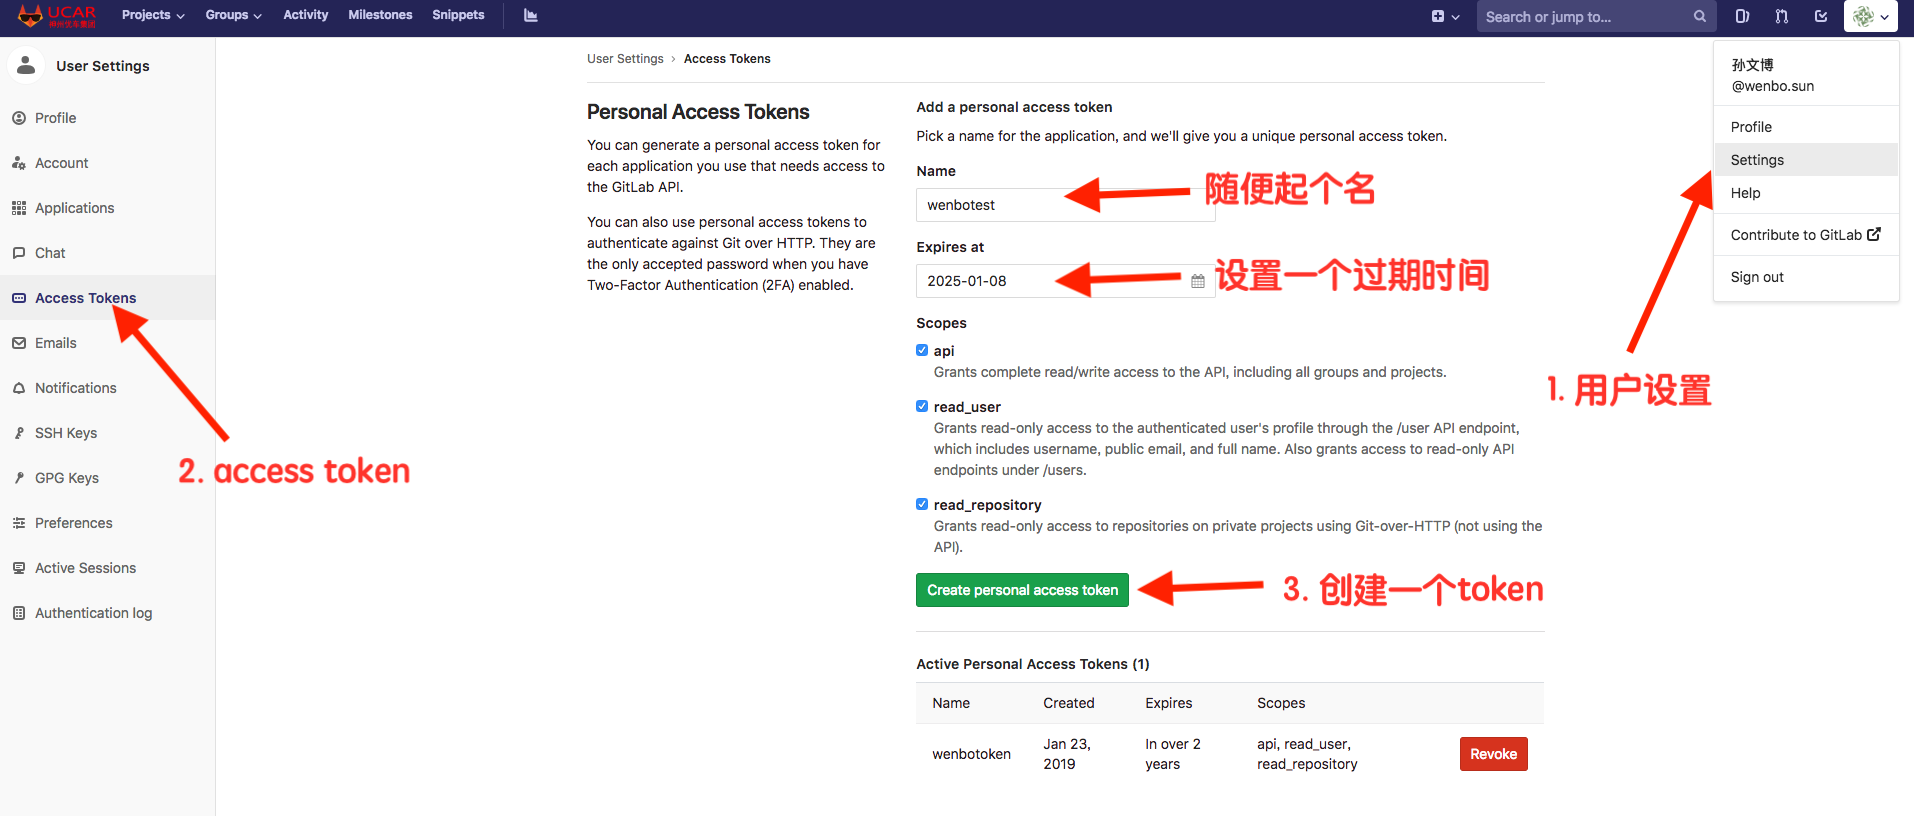 UCAR
神州优车集团
Projects
Groups
Activity
Milestones
Snippets
Search or jump to...
User Settings
Profile
Account
Applications
Chat
Access Tokens
Emails
Notifications
SSH Keys
GPG Keys
Preferences
Active Sessions
Authentication log
2. access token
User Settings › Access Tokens
Personal Access Tokens
You can generate a personal access token for
each application you use that needs access to
the GitLab API.
You can also use personal access tokens to
authenticate against Git over HTTP. They are
the only accepted password when you have
Two-Factor Authentication (2FA) enabled.
Add a personal access token
Pick a name for the application, and we'll give you a unique personal access token.
Name
wenbotest
随便起个名
Expires at
2025-01-08
设置一个过期时间
Scopes
api
Grants complete read/write access to the API, including all groups and projects.
read_user
Grants read-only access to the authenticated user's profile through the /user API endpoint,
which includes username, public email, and full name. Also grants access to read-only API
endpoints under /users.
read_repository
Grants read-only access to repositories on private projects using Git-over-HTTP (not using the
API).
Create personal access token
3. 创建一个token
Active Personal Access Tokens (1)
Name Created Expires Scopes
wenbotoken
Jan 23,
2019
In over 2
years
api, read_user,
read_repository
Revoke
孙文博
@wenbo.sun
Profile
Settings
Help
Contribute to GitLab
Sign out
1. 用户设置